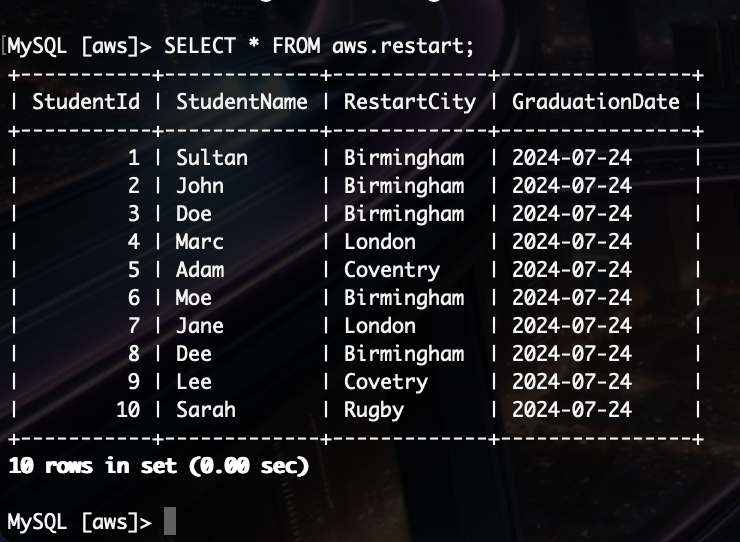 [MySQL [aws]> SELECT * FROM aws.restart;
+-----------+-------------+-------------+----------------+
| StudentId | StudentName | RestartCity | GraduationDate |
+-----------+-------------+-------------+----------------+
|         1 | Sultan      | Birmingham  | 2024-07-24     |
|         2 | John        | Birmingham  | 2024-07-24     |
|         3 | Doe         | Birmingham  | 2024-07-24     |
|         4 | Marc        | London      | 2024-07-24     |
|         5 | Adam        | Coventry    | 2024-07-24     |
|         6 | Moe         | Birmingham  | 2024-07-24     |
|         7 | Jane        | London      | 2024-07-24     |
|         8 | Dee         | Birmingham  | 2024-07-24     |
|         9 | Lee         | Covetry     | 2024-07-24     |
|        10 | Sarah       | Rugby       | 2024-07-24     |
+-----------+-------------+-------------+----------------+
10 rows in set (0.00 sec)
MySQL [aws]>